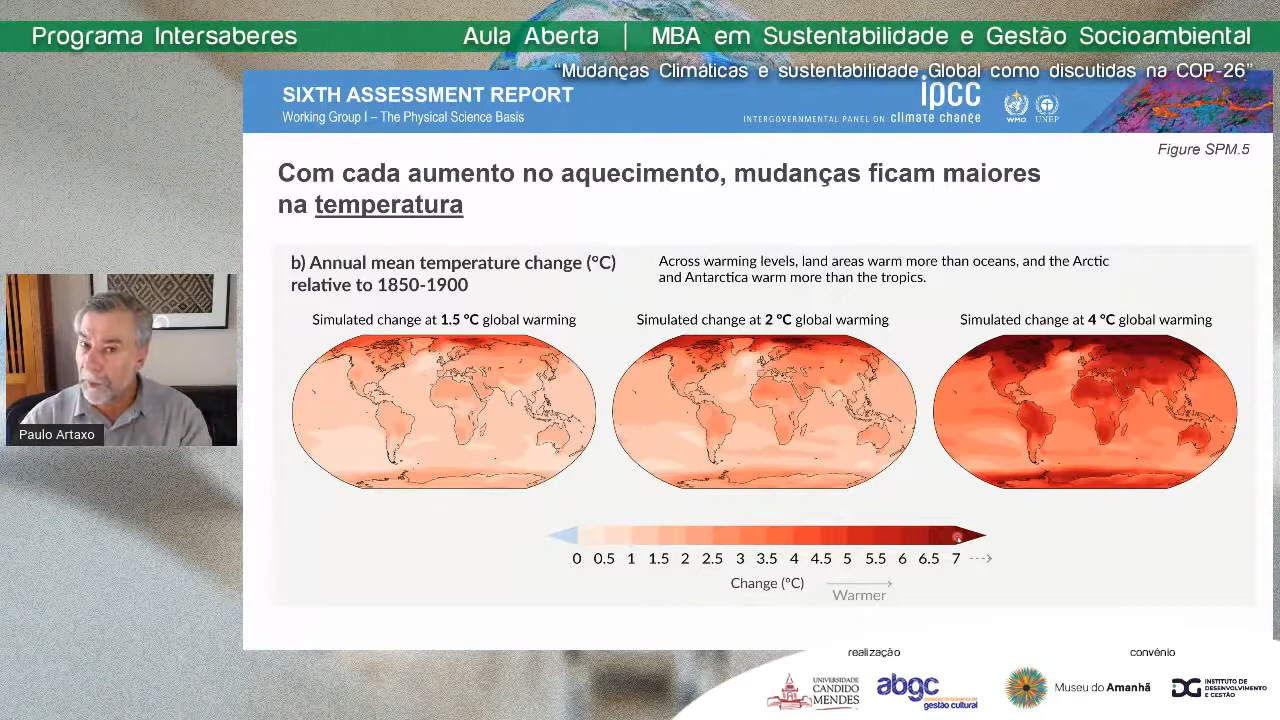 Programa Intersaberes
Aula Aberta | MBA em Sustentabilidade e Gestão Socioambiental
“Mudanças Climáticas e sustentabilidade Global como discutidas na COP-26”
SIXTH ASSESSMENT REPORT
Working Group I – The Physical Science Basis
ipcc
INTERGOVERNMENTAL PANEL ON climate change
WMO
UNEP
Figure SPM.5
Com cada aumento no aquecimento, mudanças ficam maiores
na temperatura
b) Annual mean temperature change (°C)
relative to 1850-1900
Across warming levels, land areas warm more than oceans, and the Arctic
and Antarctica warm more than the tropics.
Simulated change at 1.5 °C global warming
Simulated change at 2 °C global warming
Simulated change at 4 °C global warming
Paulo Artaxo
0 0.5 1 1.5 2 2.5 3 3.5 4 4.5 5 5.5 6 6.5 7
Change (°C)
Warmer
realização
convênio
UNIVERSIDADE
CANDIDO
MENDES
abgc
gestão cultural
Museu do Amanhã
IDG
INSTITUTO DE
DESENVOLVIMENTO
E GESTÃO